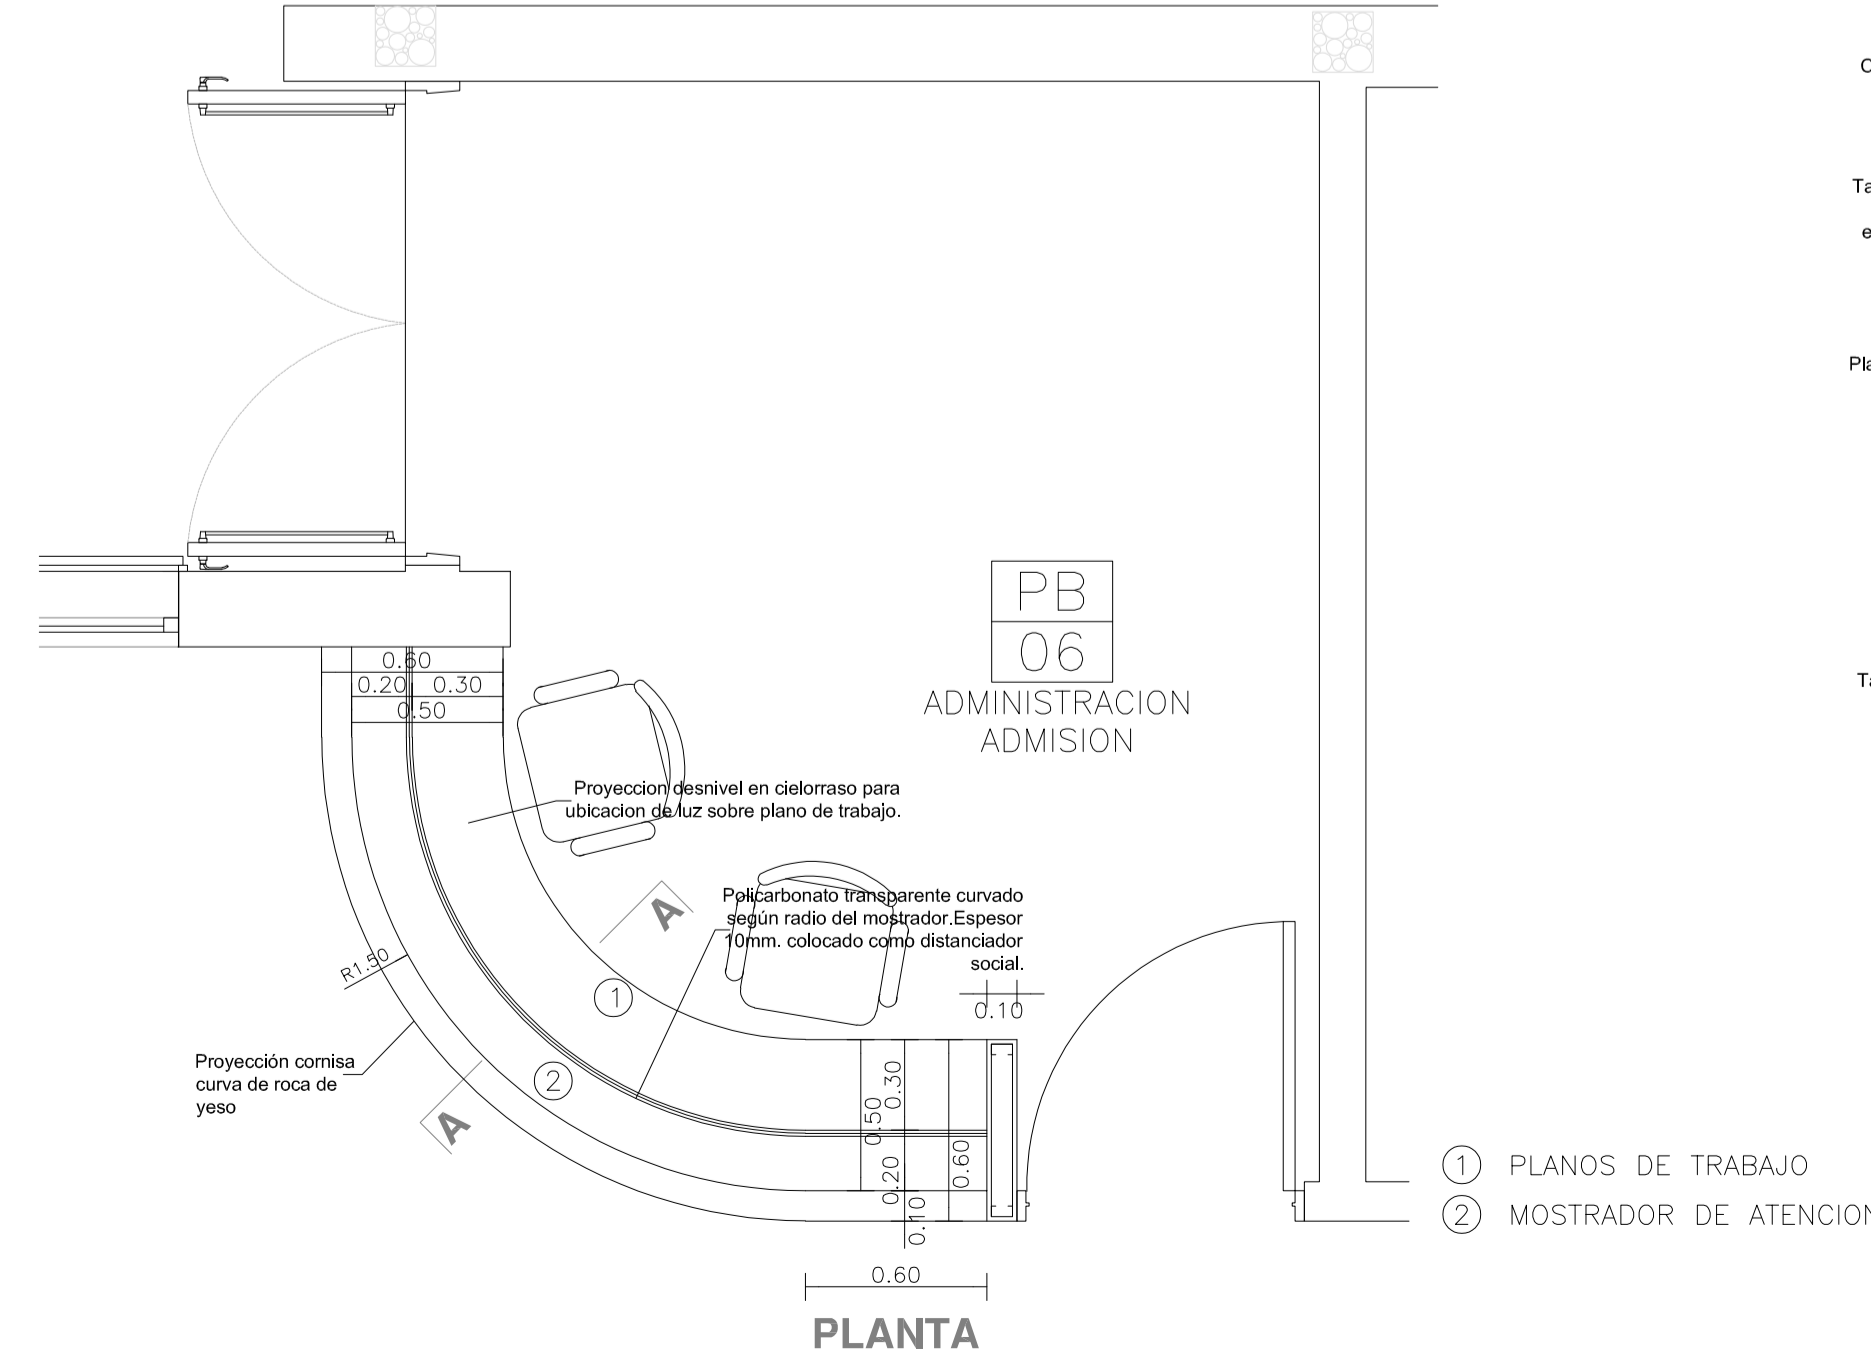 C
Ta
e
Pla
Ta
PB
06
ADMINISTRACION
ADMISION
0.60
0.20 0.30
0.50
Proyeccion desnivel en cielorraso para
ubicacion de luz sobre plano de trabajo.
A
Policarbonato transparente curvado
según radio del mostrador.Espesor
10mm. colocado como distanciador
social.
R1.50
1
0.10
Proyección cornisa
curva de roca de
yeso
2
A
0.30
0.50
0.20
0.60
0.10
1 PLANOS DE TRABAJO
2 MOSTRADOR DE ATENCION
0.60
PLANTA